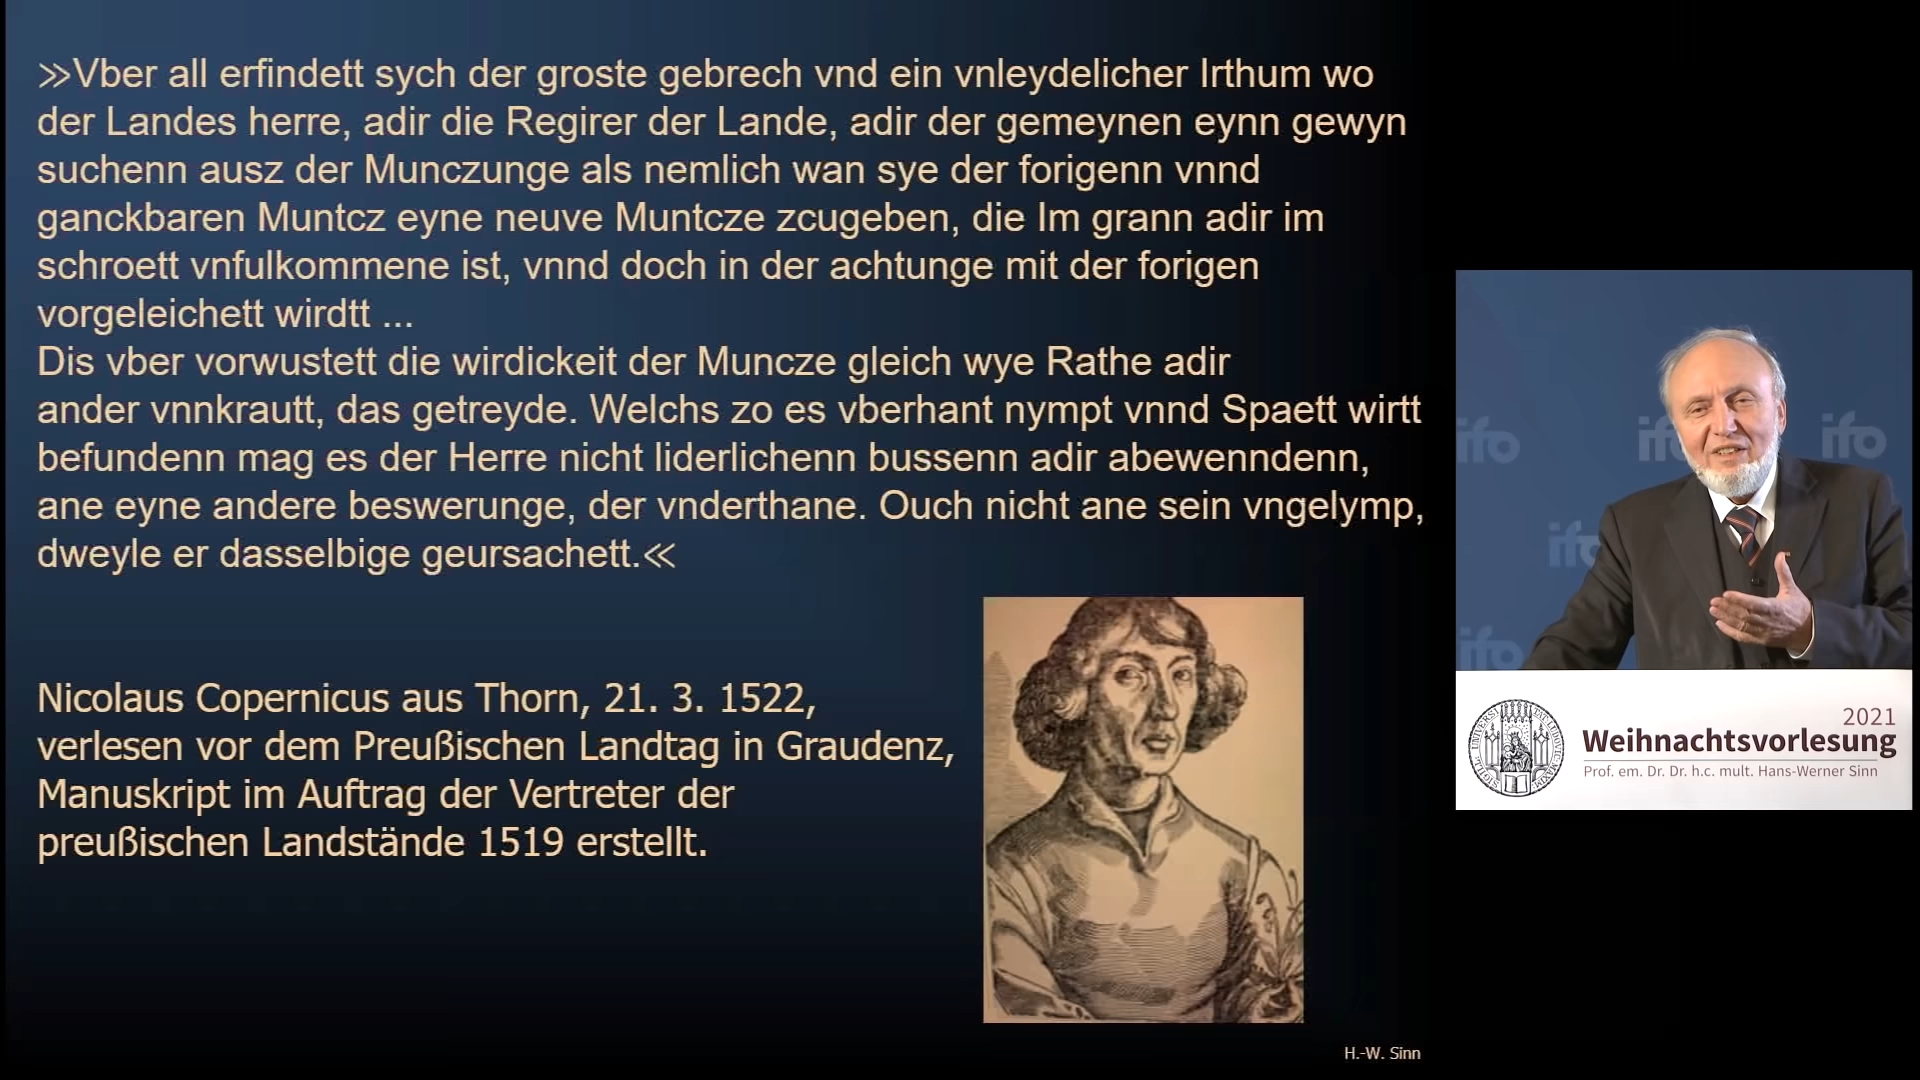 »Vber all erfindett sych der groste gebrech vnd ein vnleydelicher Irthum wo
der Landes herre, adir die Regirer der Lande, adir der gemeynen eynn gewyn
suchenn ausz der Munczunge als nemlich wan sye der forigenn vnnd
ganckbaren Muntcz eyne neuve Muntcze zcugeben, die Im grann adir im
schroett vnfulkommene ist, vnnd doch in der achtunge mit der forigen
vorgeleichett wirdtt ...
Dis vber vorwustett die wirdickeit der Muncze gleich wye Rathe adir
ander vnnkrautt, das getreyde. Welchs zo es vberhant nympt vnnd Spaett wirtt
befundenn mag es der Herre nicht liderlichenn bussenn adir abewenndenn,
ane eyne andere beswerunge, der vnderthane. Ouch nicht ane sein vngelymp,
dweyle er dasselbige geursachett.«
Nicolaus Copernicus aus Thorn, 21. 3. 1522,
verlesen vor dem Preußischen Landtag in Graudenz,
Manuskript im Auftrag der Vertreter der
preußischen Landstände 1519 erstellt.
H.-W. Sinn
ifo
ifo
ifo
ifo
ifo
2021
Weihnachtsvorlesung
Prof. em. Dr. Dr. h.c. mult. Hans-Werner Sinn